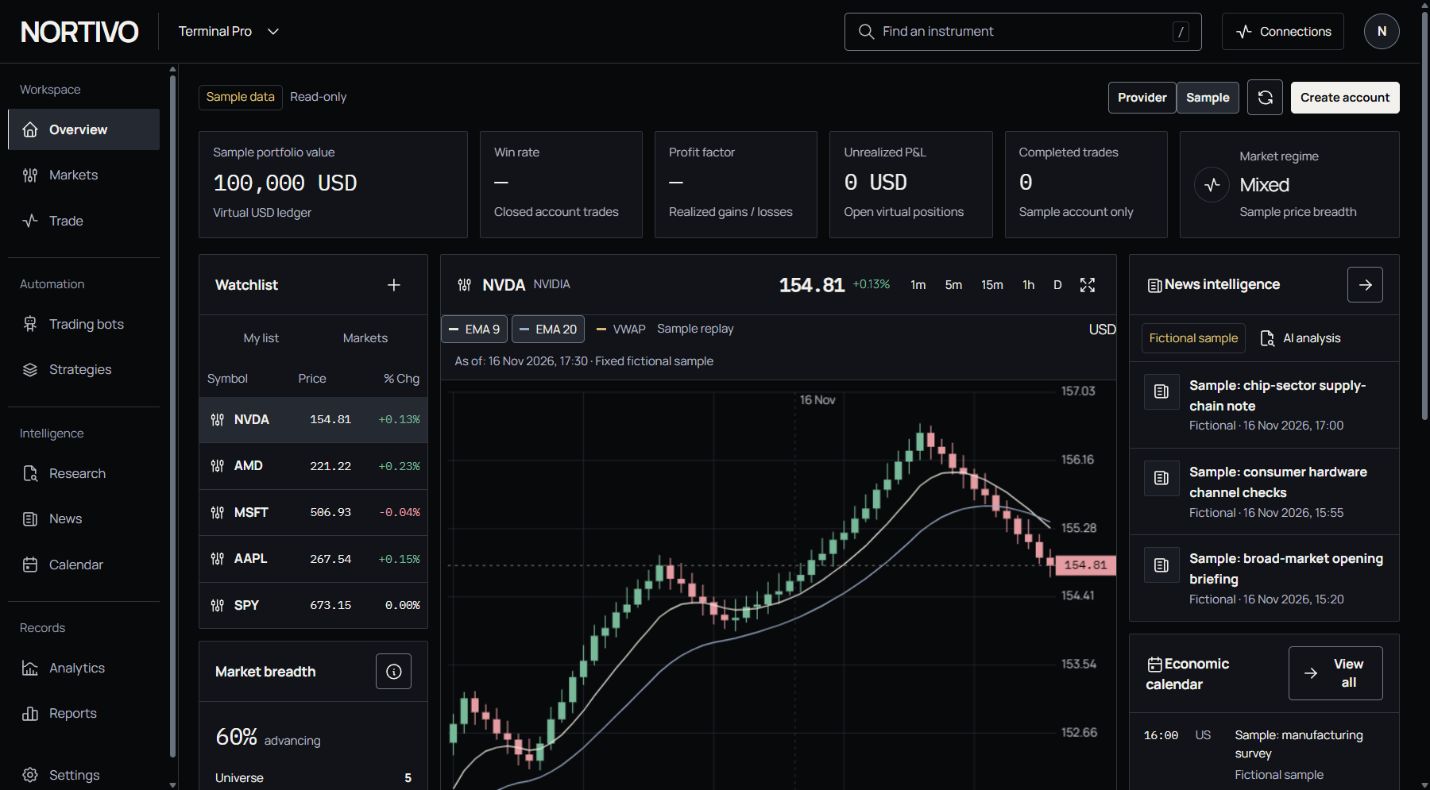 NORTIVO
Terminal Pro
Find an instrument
/
Connections
N
Workspace
Overview
Markets
Trade
Automation
Trading bots
Strategies
Intelligence
Research
News
Calendar
Records
Analytics
Reports
Settings
Sample data
Read-only
Provider
Sample
Create account
Sample portfolio value
100,000 USD
Virtual USD ledger
Win rate
—
Closed account trades
Profit factor
—
Realized gains / losses
Unrealized P&L
0 USD
Open virtual positions
Completed trades
0
Sample account only
Market regime
Mixed
Sample price breadth
Watchlist
My list Markets
Symbol Price % Chg
NVDA 154.81 +0.13%
AMD 221.22 +0.23%
MSFT 506.93 -0.04%
AAPL 267.54 +0.15%
SPY 673.15 0.00%
Market breadth
60% advancing
Universe 5
NVDA NVIDIA
154.81 +0.13%
1m 5m 15m 1h D
EMA 9 EMA 20 VWAP Sample replay
USD
As of: 16 Nov 2026, 17:30 · Fixed fictional sample
16 Nov
157.03
156.16
155.28
154.81
154.41
153.54
152.66
News intelligence
Fictional sample
AI analysis
Sample: chip-sector supply-
chain note
Fictional · 16 Nov 2026, 17:00
Sample: consumer hardware
channel checks
Fictional · 16 Nov 2026, 15:55
Sample: broad-market opening
briefing
Fictional · 16 Nov 2026, 15:20
Economic
calendar
View
all
16:00 US Sample: manufacturing
survey
Fictional sample